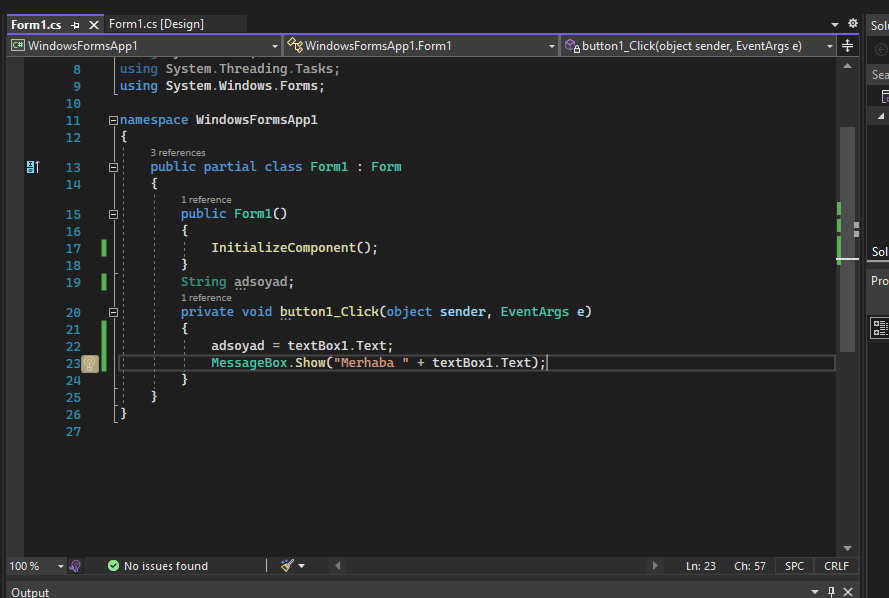 Form1.cs
Form1.cs [Design]
Solu
C# WindowsFormsApp1
WindowsFormsApp1.Form1
button1_Click(object sender, EventArgs e)
Sea
8 using System.Threading.Tasks;
9 using System.Windows.Forms;
10
11 namespace WindowsFormsApp1
12 {
3 references
13 public partial class Form1 : Form
14 {
1 reference
15 public Form1()
16 {
17 InitializeComponent();
18 }
19 String adsoyad;
1 reference
20 private void button1_Click(object sender, EventArgs e)
21 {
22 adsoyad = textBox1.Text;
23 MessageBox.Show("Merhaba " + textBox1.Text);
24 }
25 }
26 }
27
Sol
Pro
100 %
No issues found
Ln: 23
Ch: 57
SPC
CRLF
Output